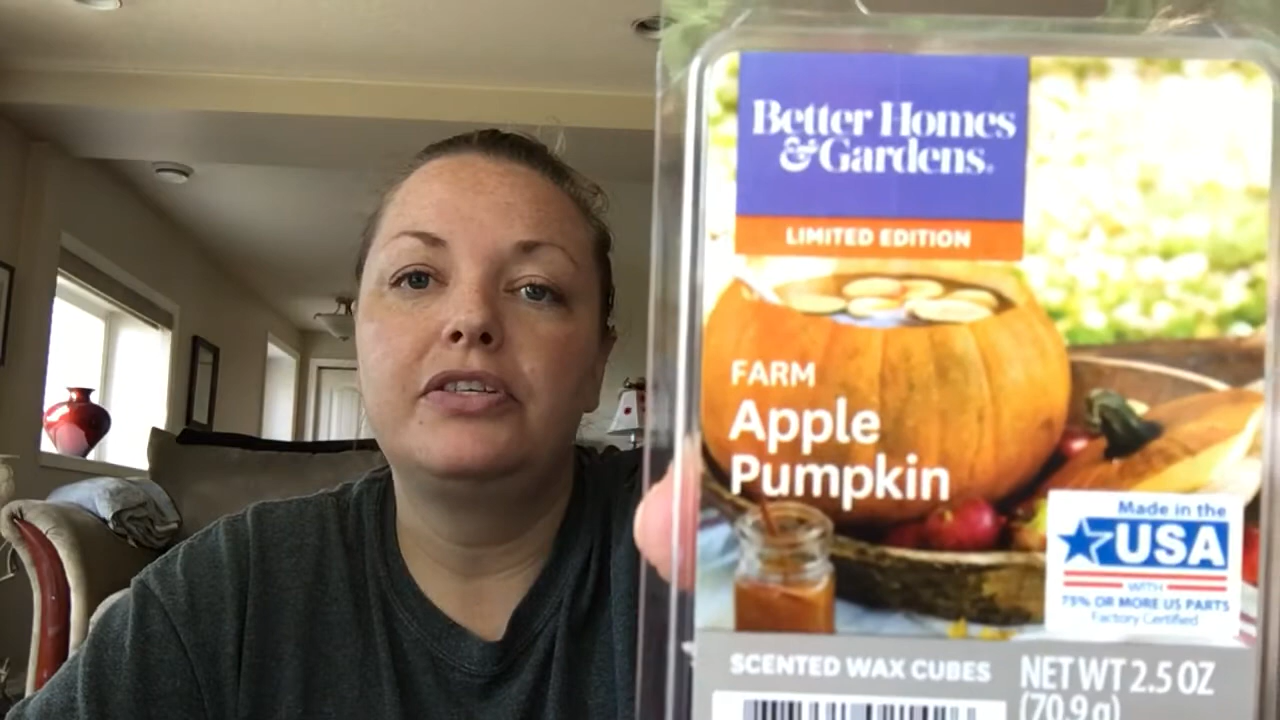 Better Homes
&Gardens®
LIMITED EDITION
FARM
Apple
Pumpkin
Made in the
USA
WITH
75% OR MORE US PARTS
Factory Certified
SCENTED WAX CUBES
NET WT 2.5 OZ
(70.9 g)